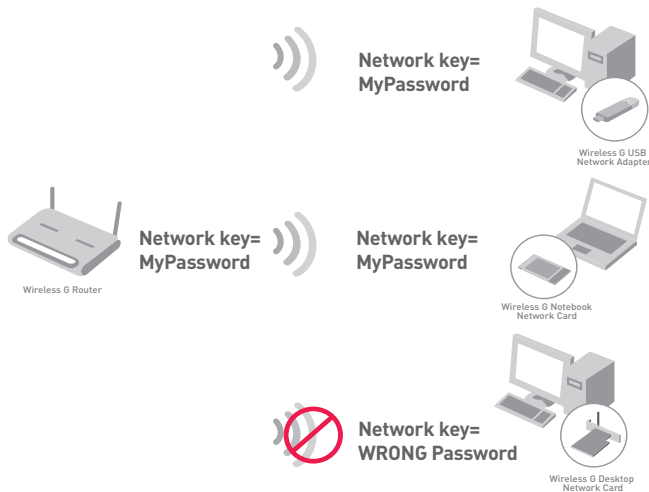 Network key=
MyPassword
Wireless G USB
Network Adapter
Network key=
MyPassword
Wireless G Router
Network key=
MyPassword
Wireless G Notebook
Network Card
Network key=
WRONG Password
Wireless G Desktop
Network Card